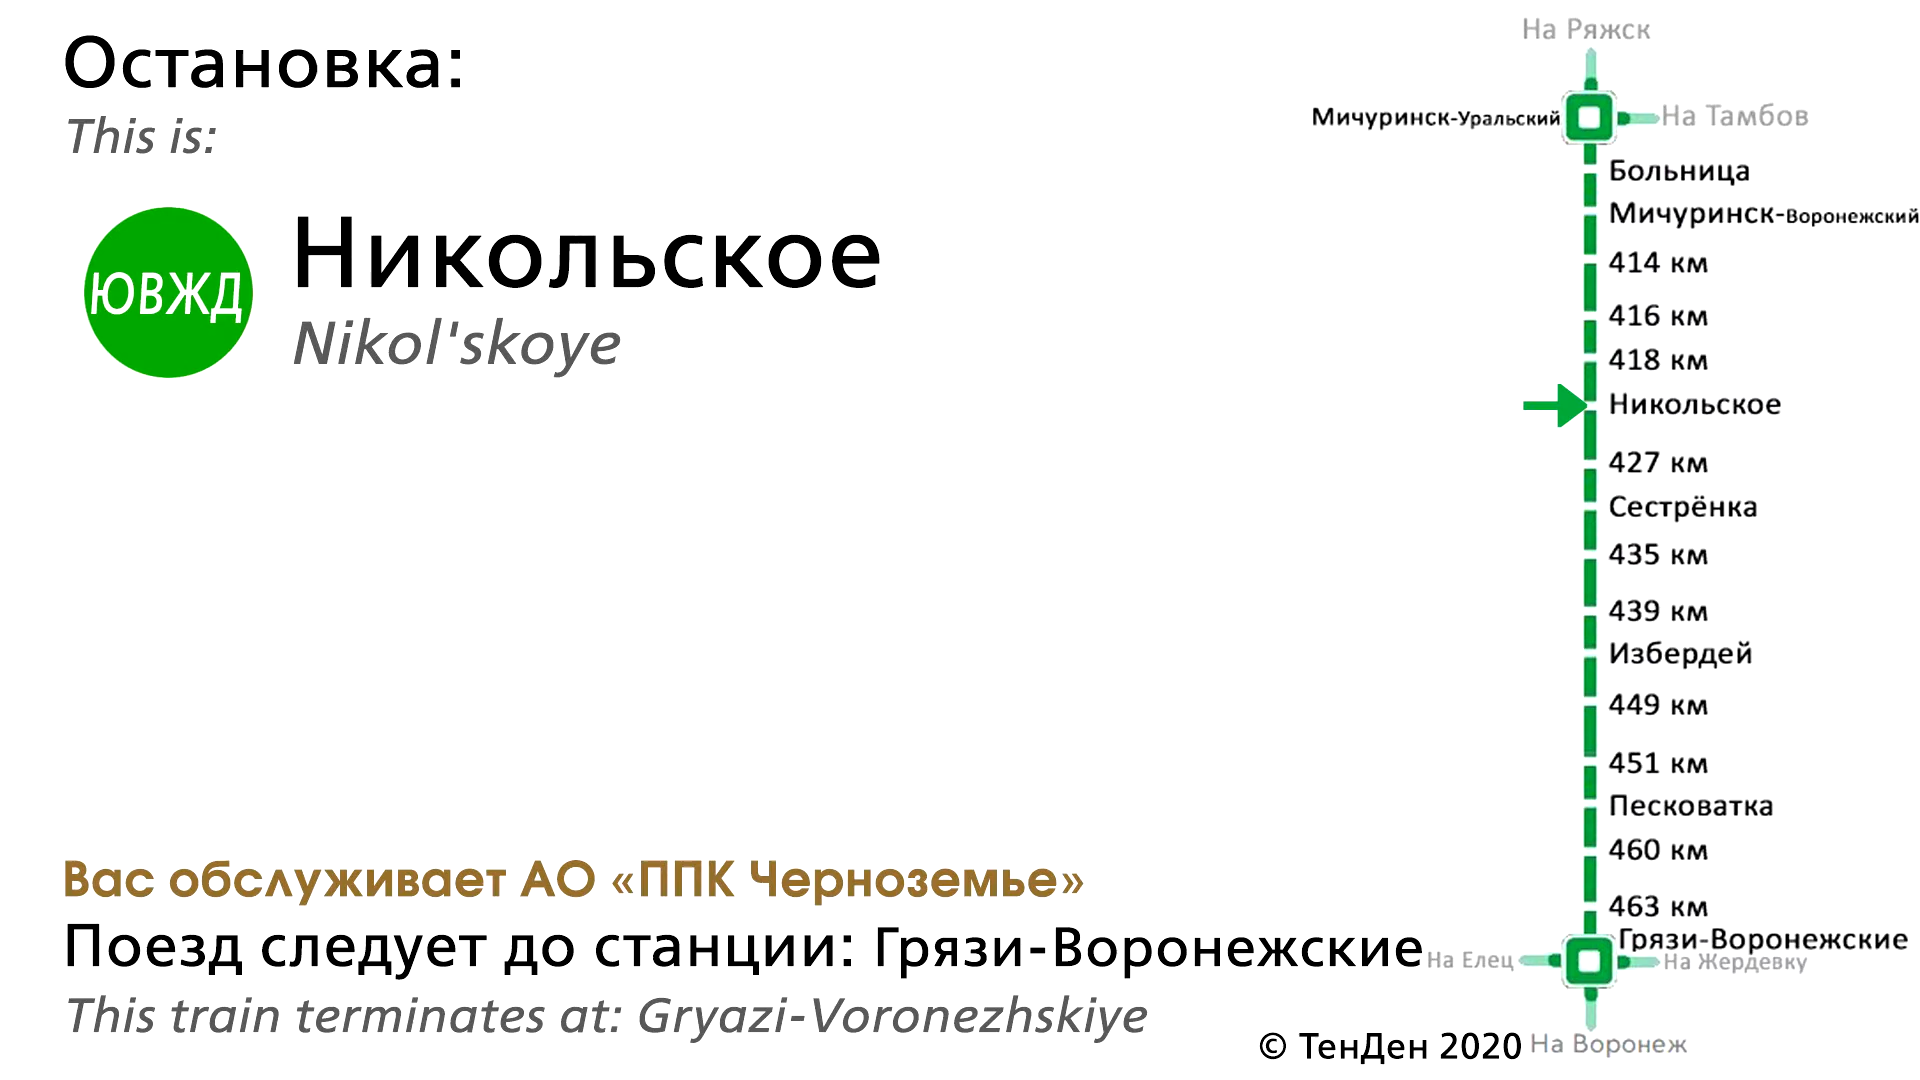 Остановка:
This is:
ЮВЖД
Никольское
Nikol'skoye
На Ряжск
Мичуринск-Уральский
На Тамбов
Больница
Мичуринск-Воронежский
414 км
416 км
418 км
Никольское
427 км
Сестрёнка
435 км
439 км
Избердей
449 км
451 км
Песковатка
460 км
463 км
Грязи-Воронежские
На Елец
На Жердевку
На Воронеж
Вас обслуживает АО «ППК Черноземье»
Поезд следует до станции: Грязи-Воронежские
This train terminates at: Gryazi-Voronezhskiye
© ТенДен 2020